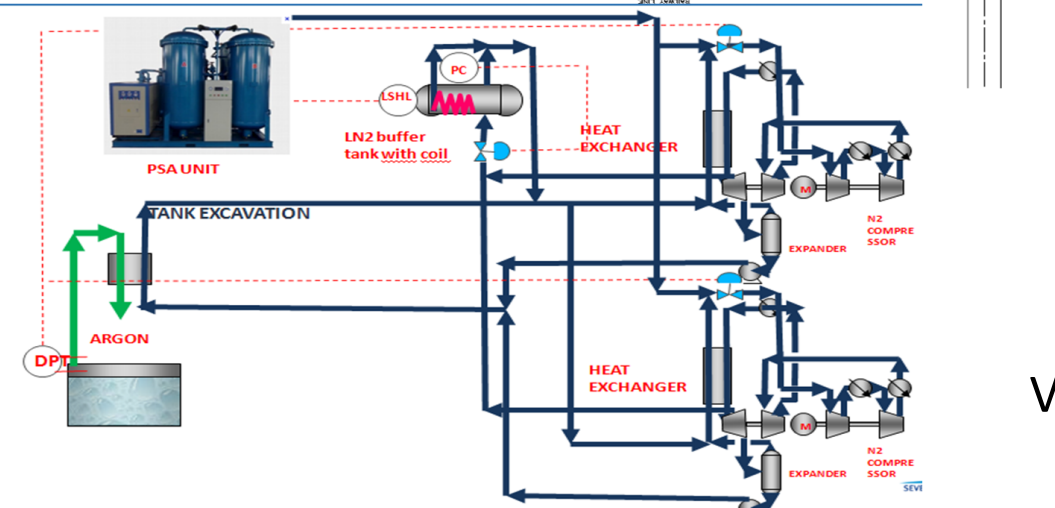 PC
LSHL
LN2 buffer
tank with coil
HEAT
EXCHANGER
PSA UNIT
TANK EXCAVATION
M
N2
COMPRE
SSOR
EXPANDER
ARGON
DPT
HEAT
EXCHANGER
M
N2
COMPRE
SSOR
EXPANDER
SEVE
V